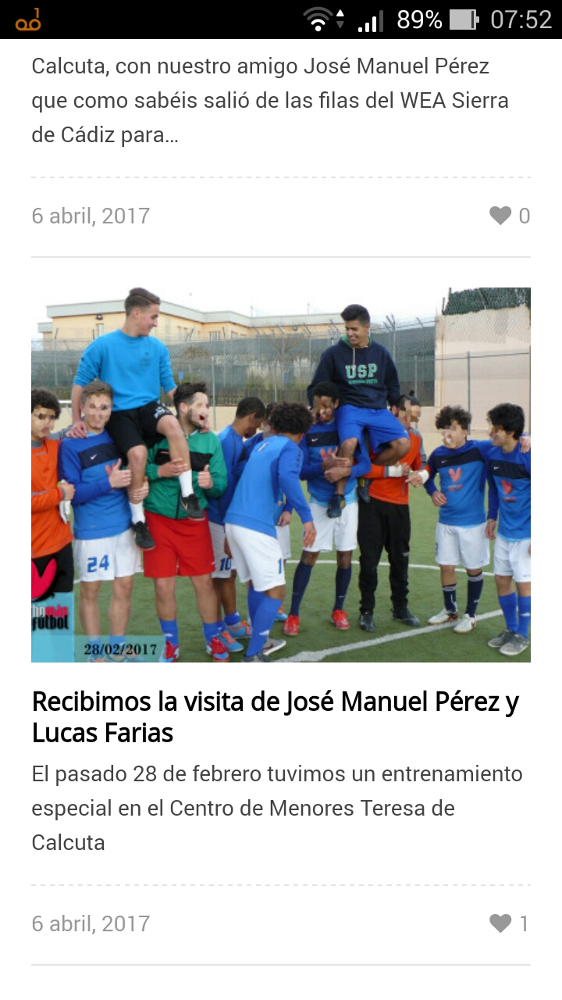 1
89%
07:52
Calcuta, con nuestro amigo José Manuel Pérez
que como sabéis salió de las filas del WEA Sierra
de Cádiz para…
6 abril, 2017
0
USP
24
10
1
futbol
28/02/2017
Recibimos la visita de José Manuel Pérez y
Lucas Farias
El pasado 28 de febrero tuvimos un entrenamiento
especial en el Centro de Menores Teresa de
Calcuta
6 abril, 2017
1